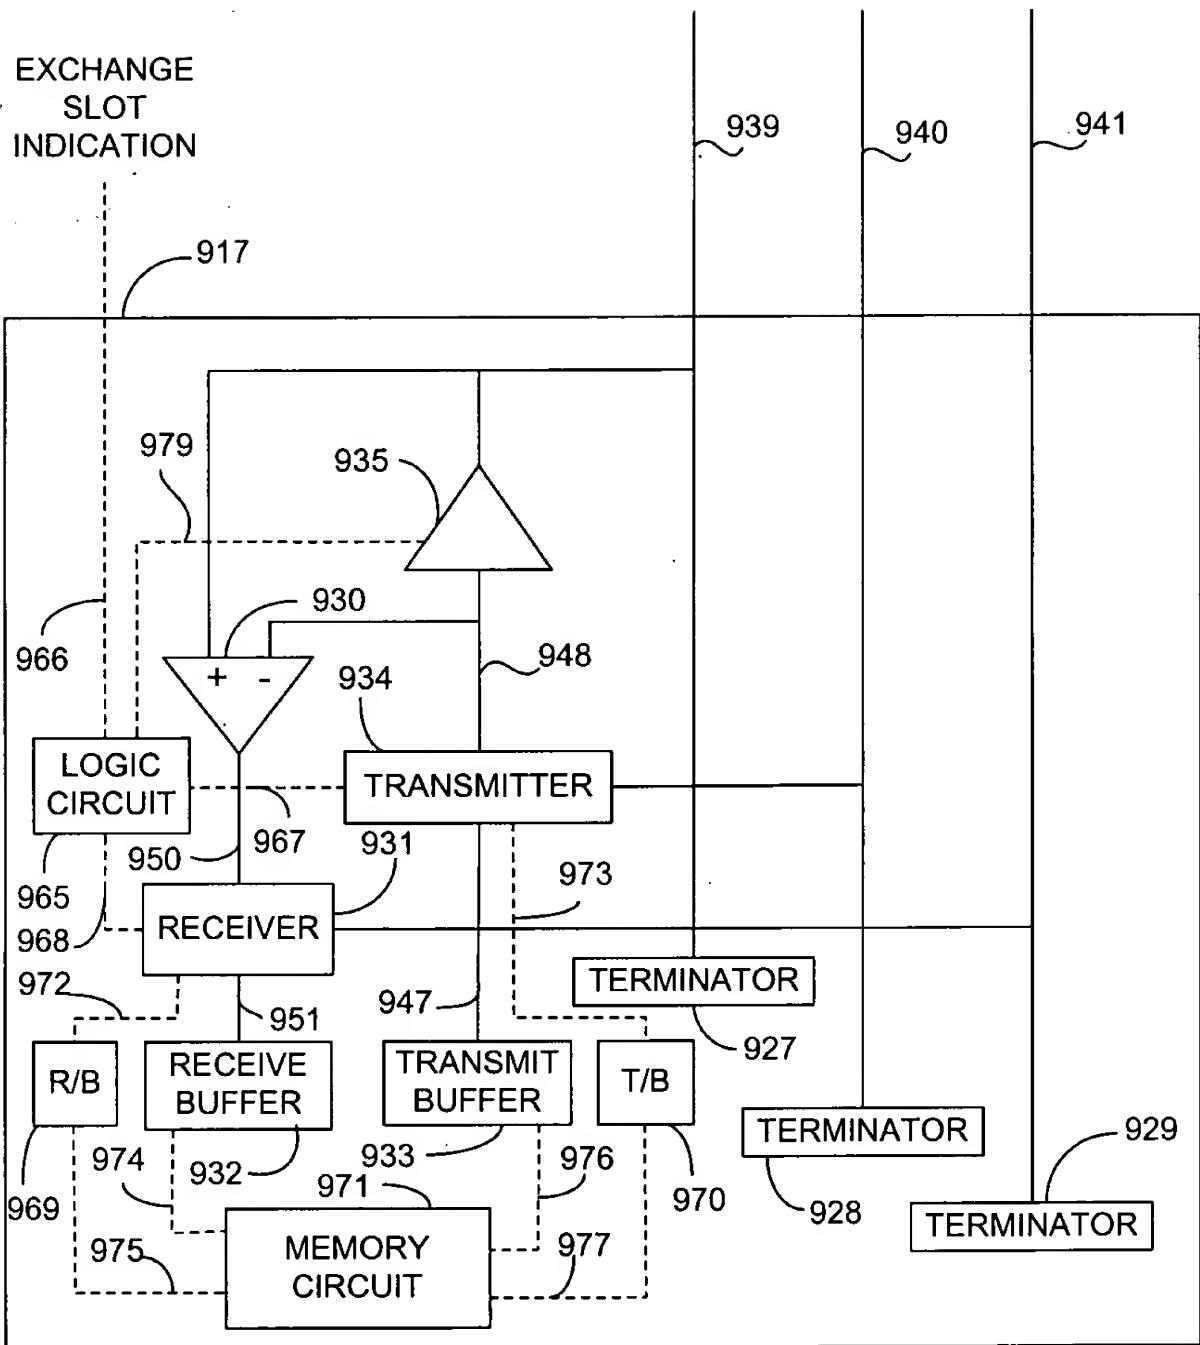 EXCHANGE
SLOT
INDICATION
939
940
941
917
979
935
930
966
948
934
+ -
LOGIC
CIRCUIT
TRANSMITTER
967
950
931
965
973
968
RECEIVER
972
951
947
TERMINATOR
927
R/B
RECEIVE
BUFFER
TRANSMIT
BUFFER
T/B
TERMINATOR
929
974
932
933
976
969
971
970
928
TERMINATOR
975
MEMORY
CIRCUIT
977